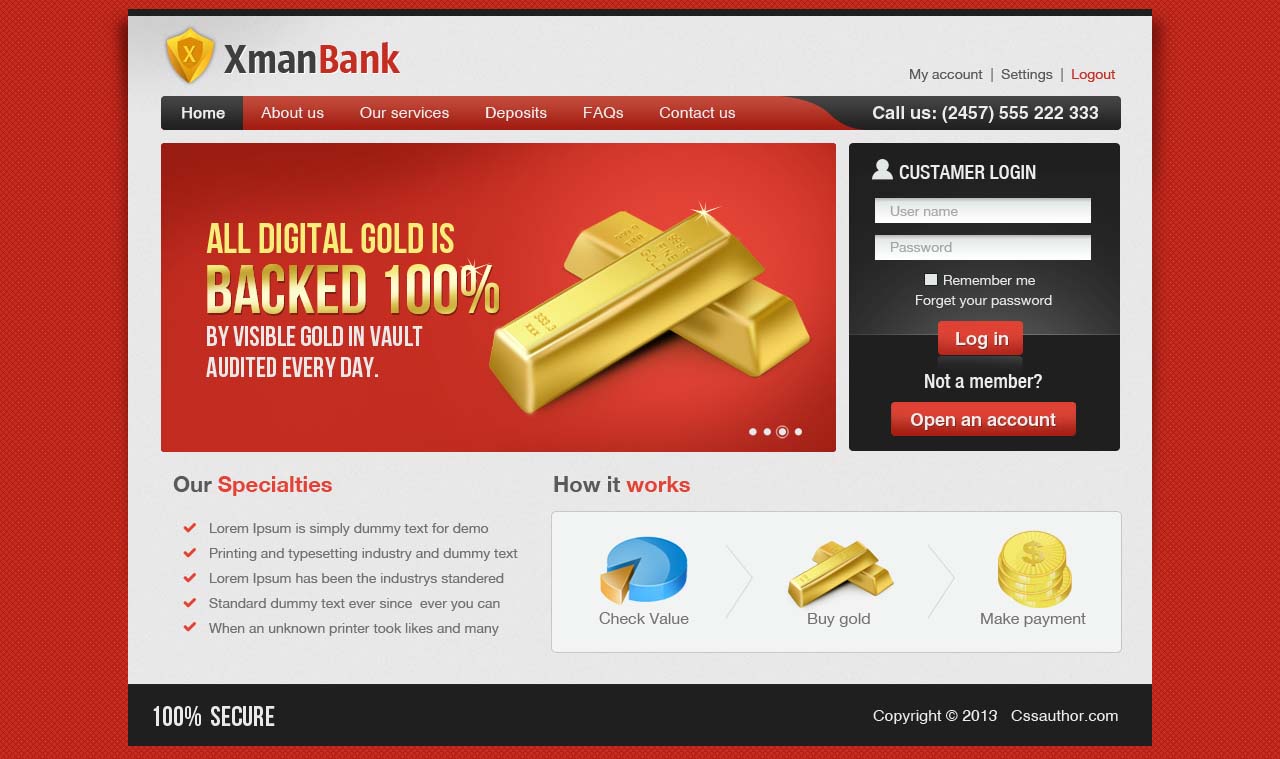 X
XmanBank
My account | Settings | Logout
Home About us Our services Deposits FAQs Contact us Call us: (2457) 555 222 333
ALL DIGITAL GOLD IS
BACKED 100%
BY VISIBLE GOLD IN VAULT
AUDITED EVERY DAY.
CUSTAMER LOGIN
User name
Password
Remember me
Forget your password
Log in
Not a member?
Open an account
Our Specialties
Lorem Ipsum is simply dummy text for demo
Printing and typesetting industry and dummy text
Lorem Ipsum has been the industrys standered
Standard dummy text ever since ever you can
When an unknown printer took likes and many
How it works
$
Check Value
Buy gold
Make payment
100% SECURE
Copyright © 2013 Cssauthor.com